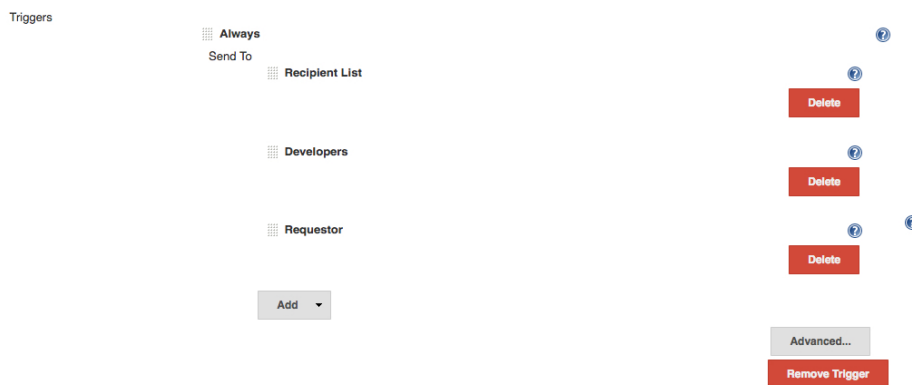 Triggers
Always
Send To
Recipient List
Delete
Developers
Delete
Requestor
Delete
Add
Advanced...
Remove Trigger